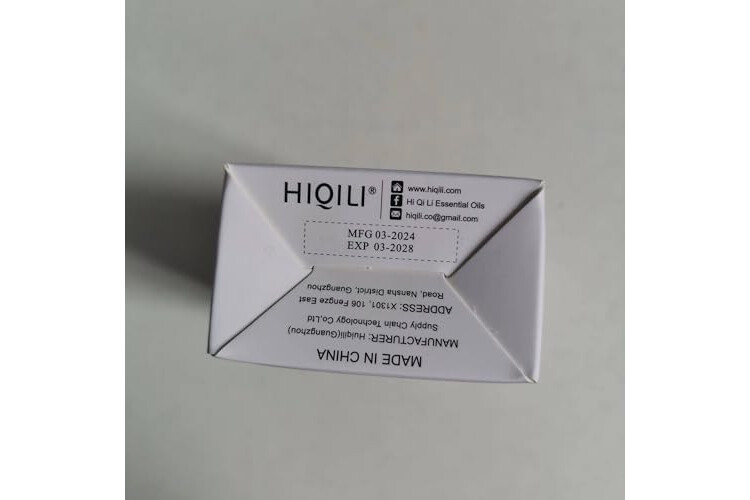 HIQILI®
www.hiqili.com
Hi Qi Li Essential Oils
hiqili.co@gmail.com
MFG 03-2024
EXP 03-2028
MADE IN CHINA
MANUFACTURER: Huiqili(Guangzhou)
Supply Chain Technology Co.Ltd
ADDRESS: X1301, 106 Fengze East
Road, Nansha District, Guangzhou